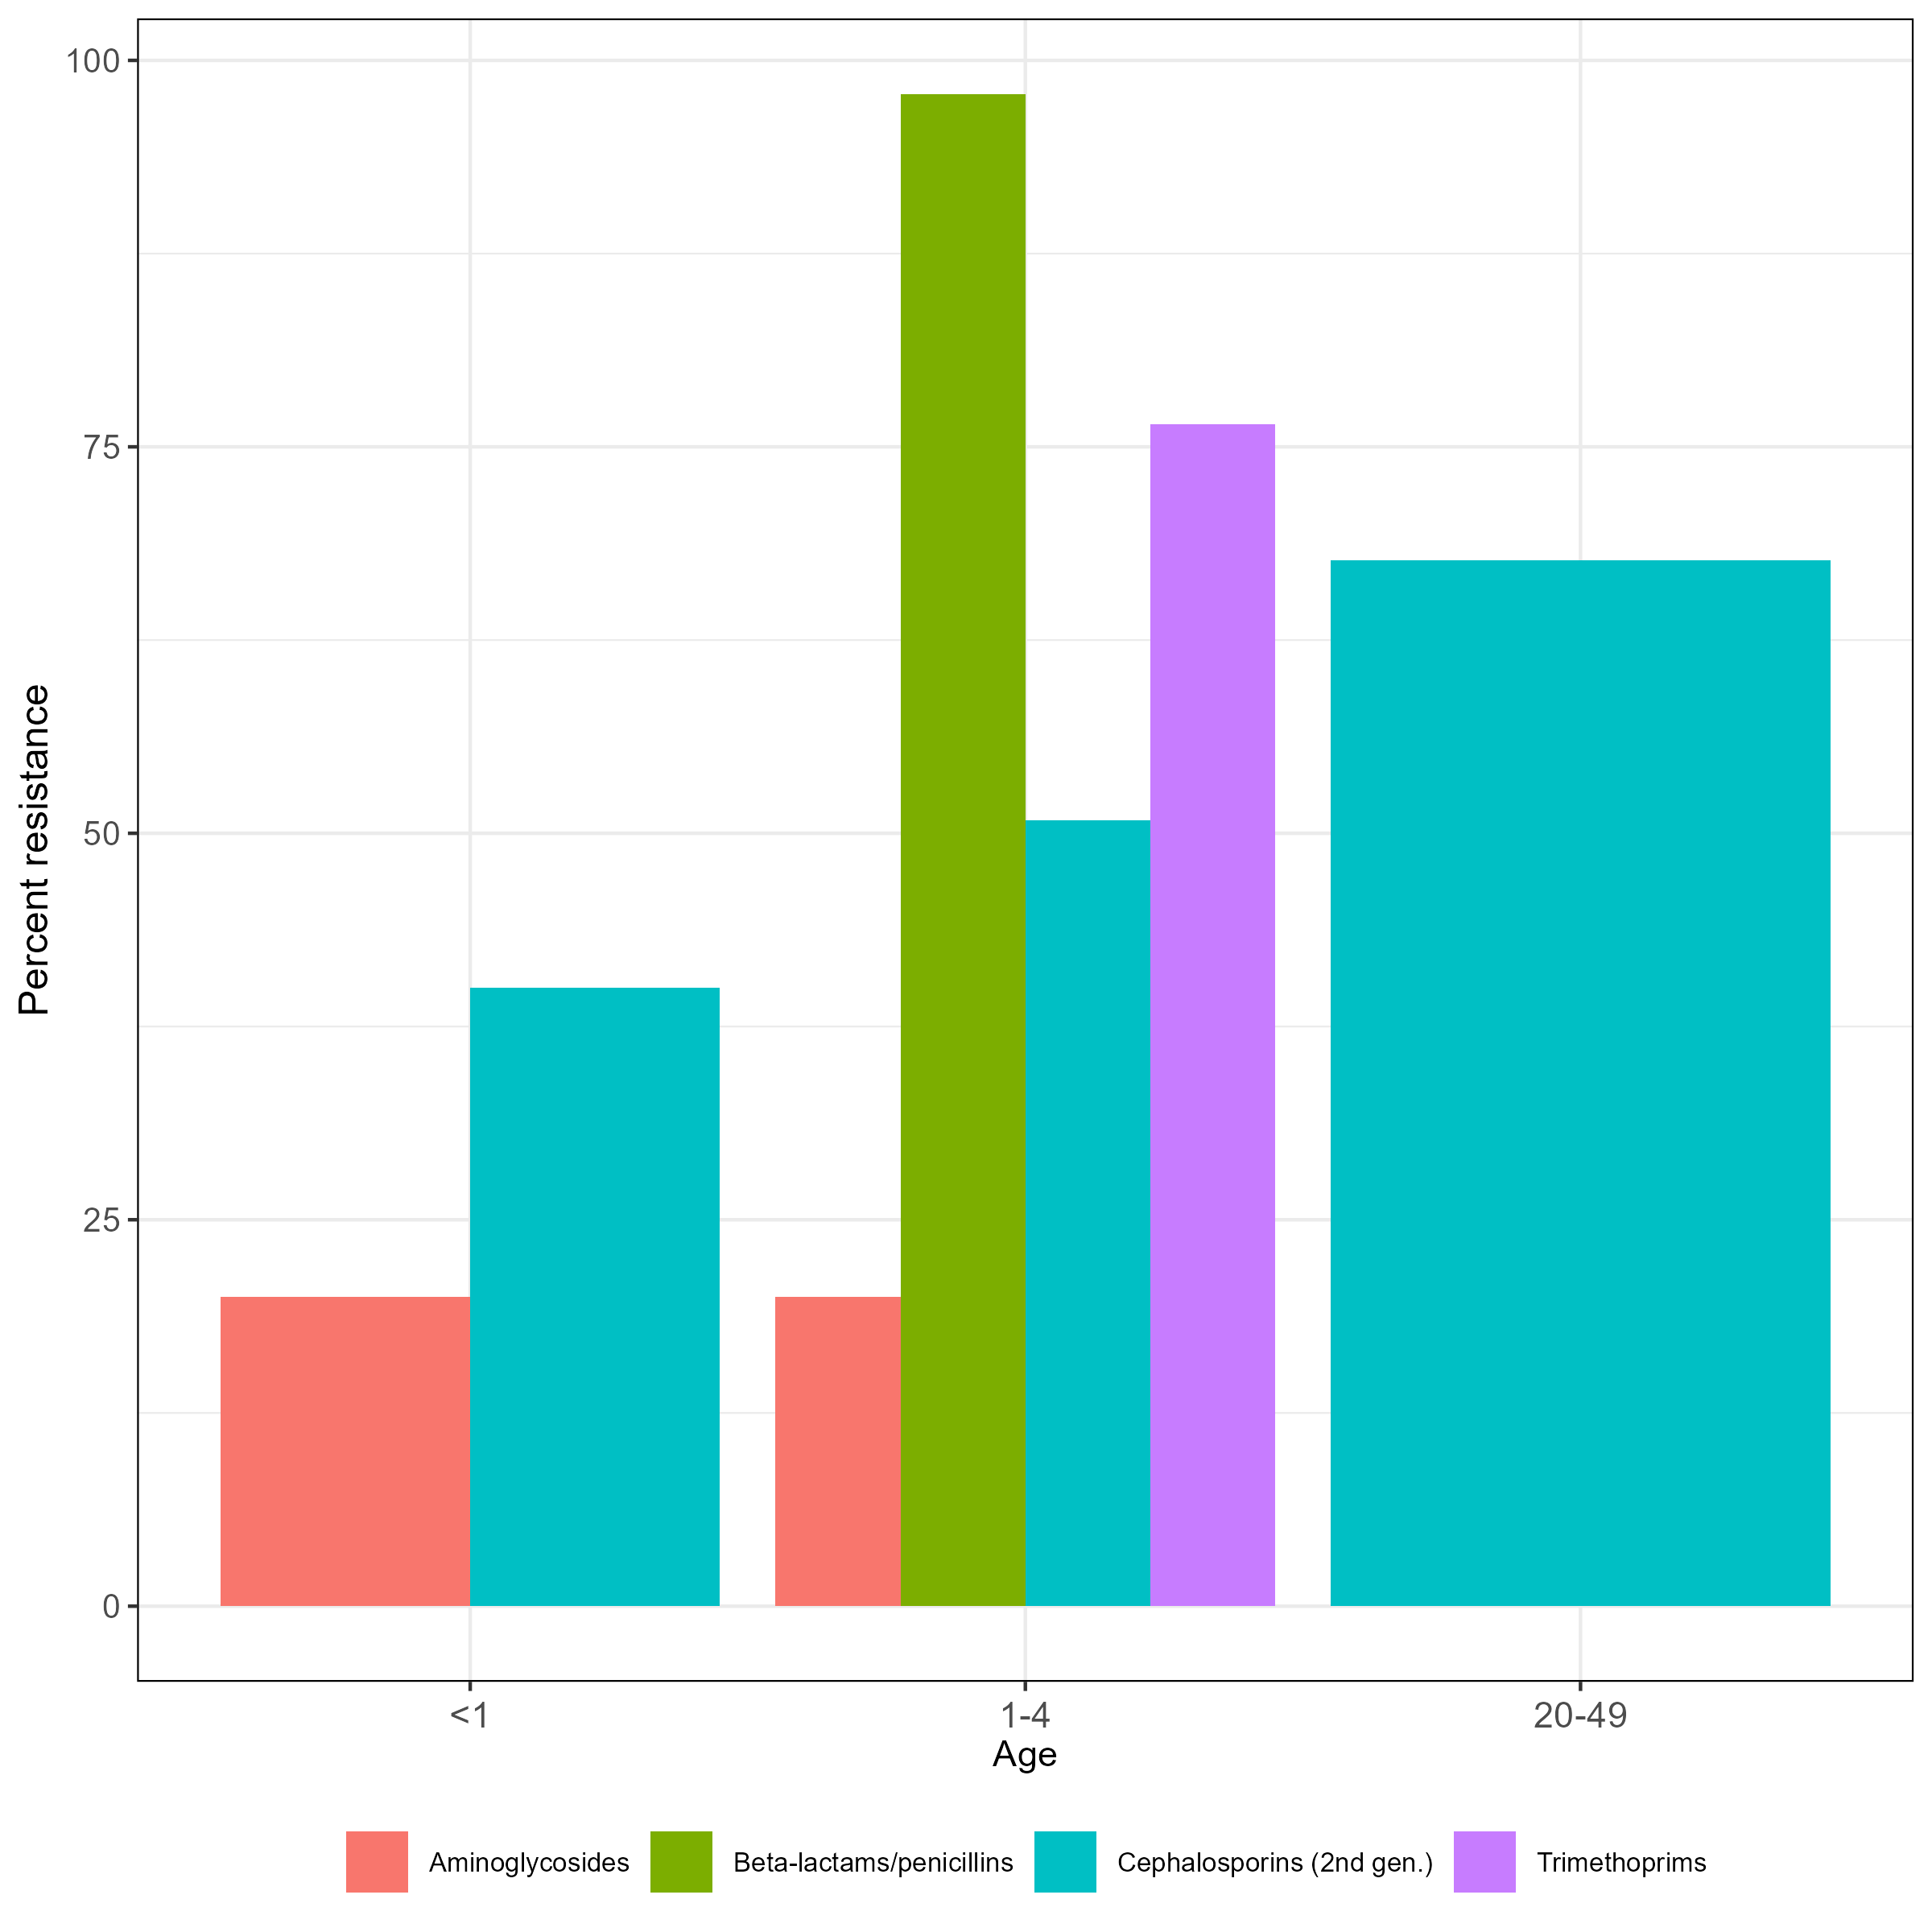 Percent resistance
100
75
50
25
0
<1 1-4 20-49
Age
Aminoglycosides Beta-lactams/penicillins Cephalosporins (2nd gen.) Trimethoprims